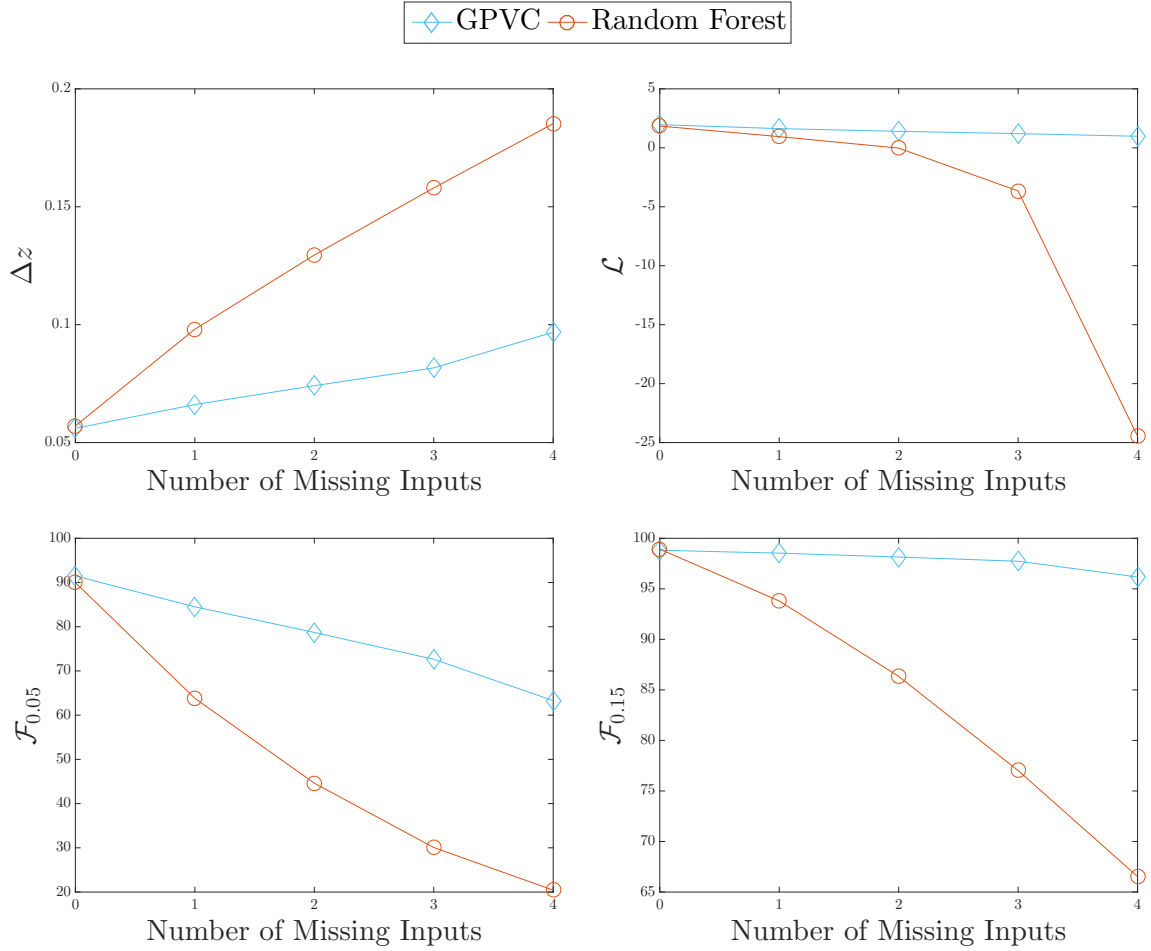 GPVC Random Forest
0.2
0.15
0.1
0.05
Δz
0 1 2 3 4
Number of Missing Inputs
5
0
-5
-10
-15
-20
-25
ℒ
0 1 2 3 4
Number of Missing Inputs
100
90
80
70
60
50
40
30
20
ℱ0.05
0 1 2 3 4
Number of Missing Inputs
100
95
90
85
80
75
70
65
ℱ0.15
0 1 2 3 4
Number of Missing Inputs